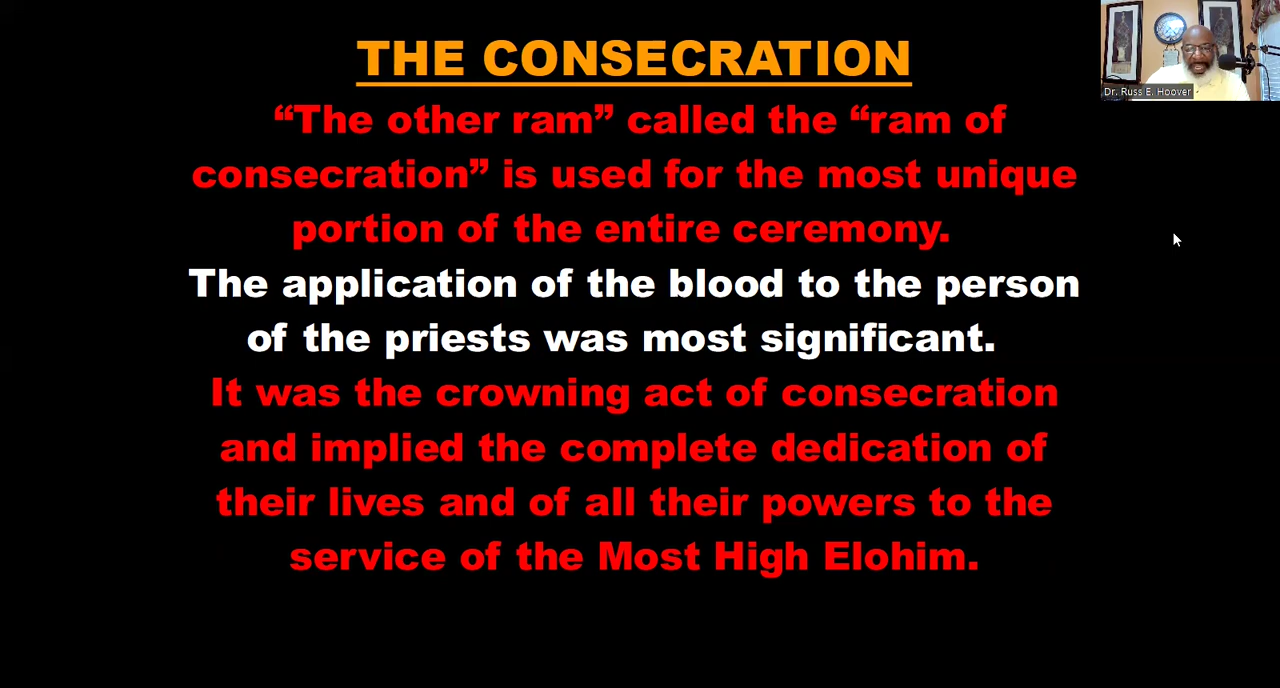 THE CONSECRATION
“The other ram” called the “ram of
consecration” is used for the most unique
portion of the entire ceremony.
The application of the blood to the person
of the priests was most significant.
It was the crowning act of consecration
and implied the complete dedication of
their lives and of all their powers to the
service of the Most High Elohim.
Dr. Russ E. Hoover